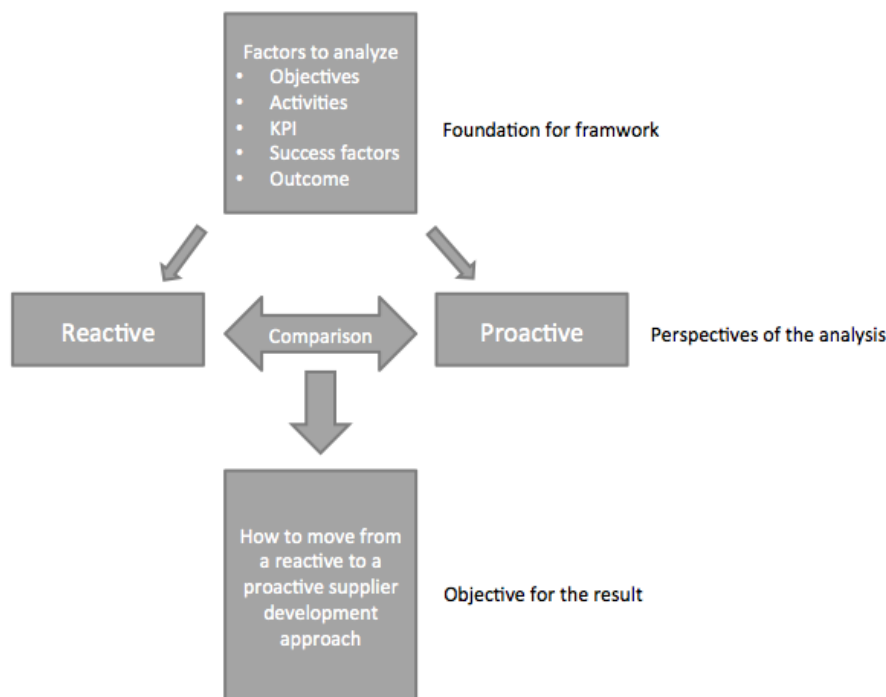 Factors to analyze
• Objectives
• Activities
• KPI
• Success factors
• Outcome
Foundation for framwork
Reactive
Comparison
Proactive
Perspectives of the analysis
How to move from
a reactive to a
proactive supplier
development
approach
Objective for the result